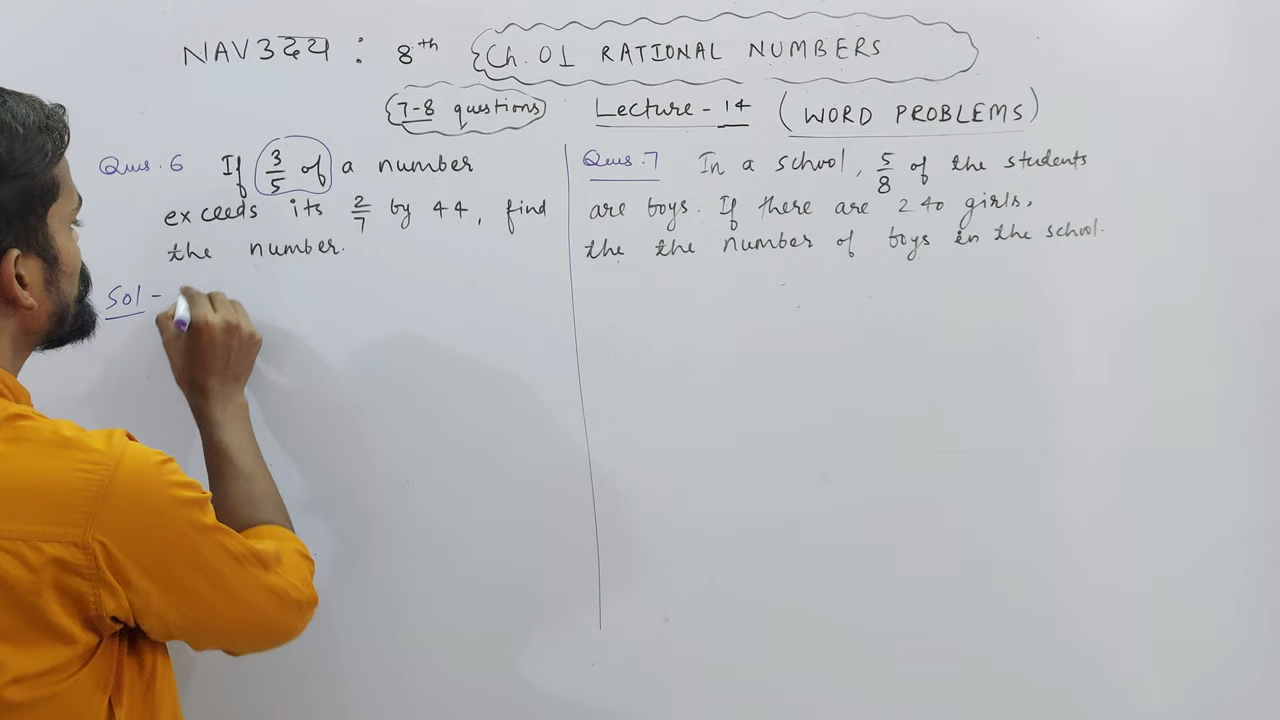 NAV3ટેશ : 8th Ch. 01 RATIONAL NUMBERS
7-8 questions Lecture - 14 (WORD PROBLEMS)
Ques. 6 If 3/5 of a number
exceeds its 2/7 by 44, find
the number.
Sol -
Ques. 7 In a school, 5/8 of the students
are boys. If there are 240 girls,
the the number of boys in the school.